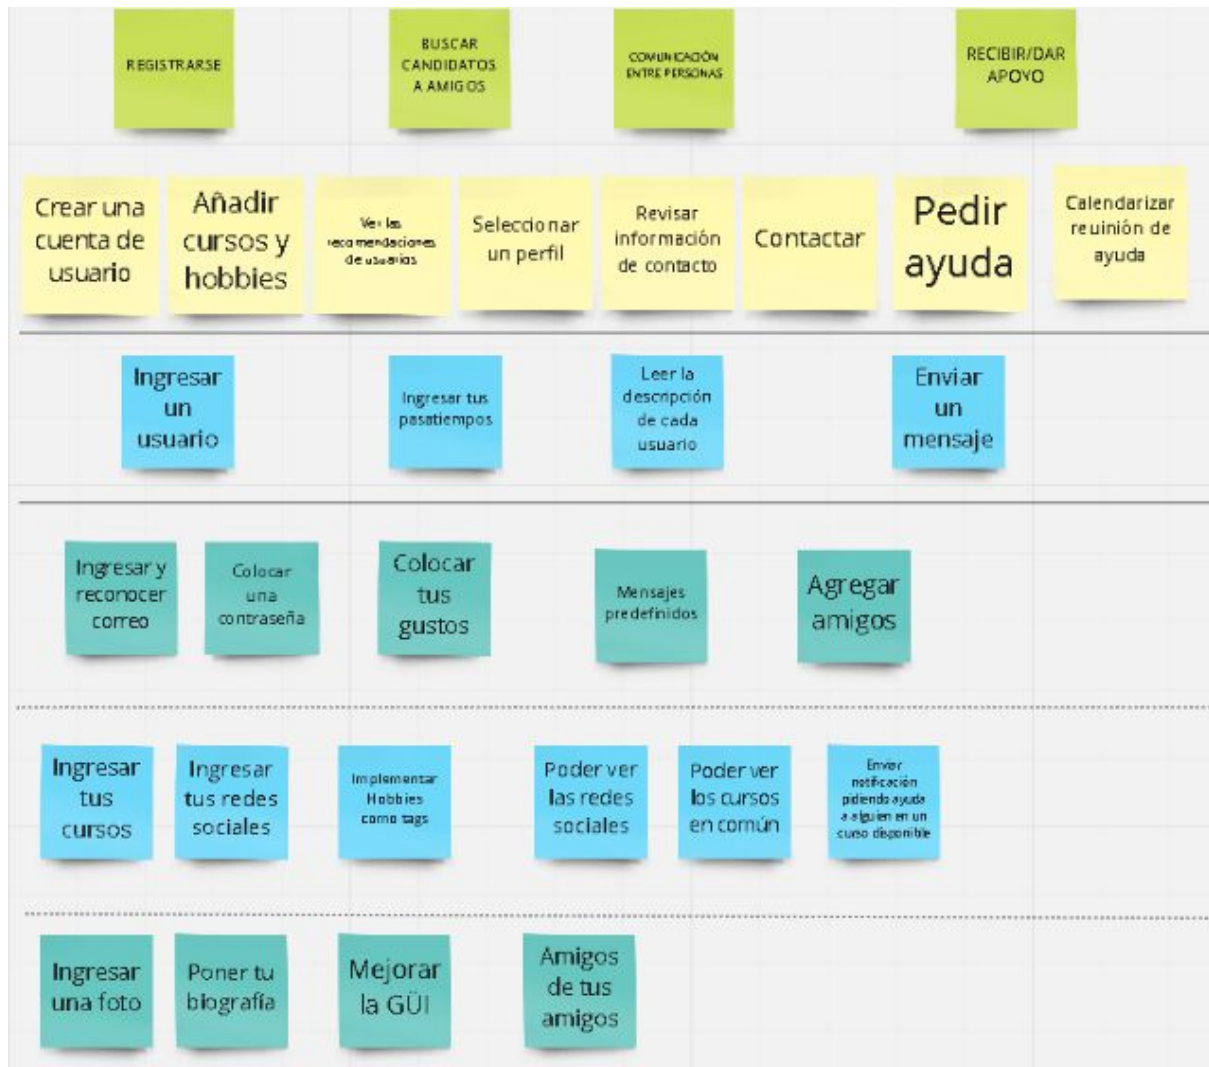 REGISTRARSE
BUSCAR
CANDIDATOS
A AMIGOS
COMUNICACIÓN
ENTRE PERSONAS
RECIBIR/DAR
APOYO
Crear una
cuenta de
usuario
Añadir
cursos y
hobbies
Ver las
recomendaciones
de usuarios
Seleccionar
un perfil
Revisar
información
de contacto
Contactar
Pedir
ayuda
Calendarizar
reuinión de
ayuda
Ingresar
un
usuario
Ingresar tus
pasatiempos
Leer la
descripción
de cada
usuario
Enviar
un
mensaje
Ingresar y
reconocer
correo
Colocar
una
contraseña
Colocar
tus
gustos
Mensajes
predefinidos
Agregar
amigos
Ingresar
tus
cursos
Ingresar
tus redes
sociales
Implementar
Hobbies
como tags
Poder ver
las redes
sociales
Poder ver
los cursos
en común
Enviar
notificación
pidiendo ayuda
a alguien en un
curso disponible
Ingresar
una foto
Poner tu
biografía
Mejorar
la GÜI
Amigos
de tus
amigos